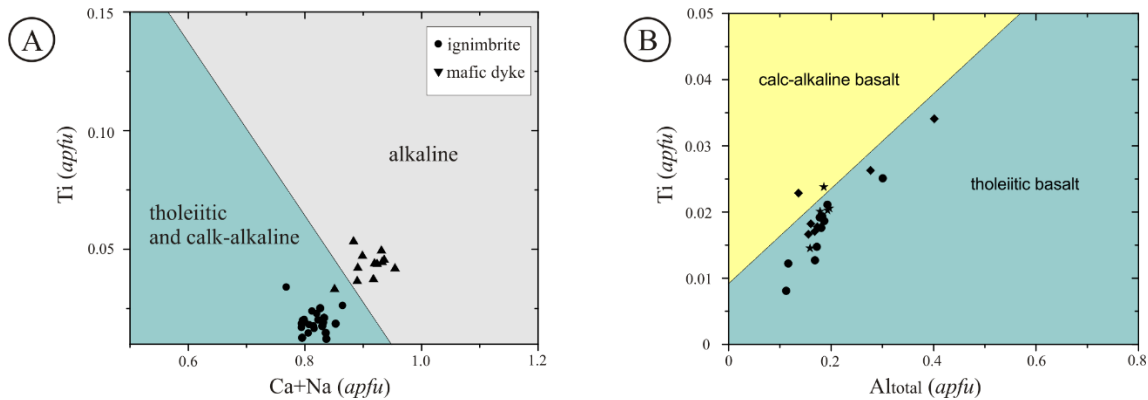 A
0.15
0.10
0.05
Ti (apfu)
ignimbrite
mafic dyke
alkaline
tholeiitic
and calk-alkaline
0.6
0.8
1.0
1.2
Ca+Na (apfu)
B
0.05
0.04
0.03
0.02
0.01
0
Ti (apfu)
calc-alkaline basalt
tholeiitic basalt
0
0.2
0.4
0.6
0.8
Altotal (apfu)